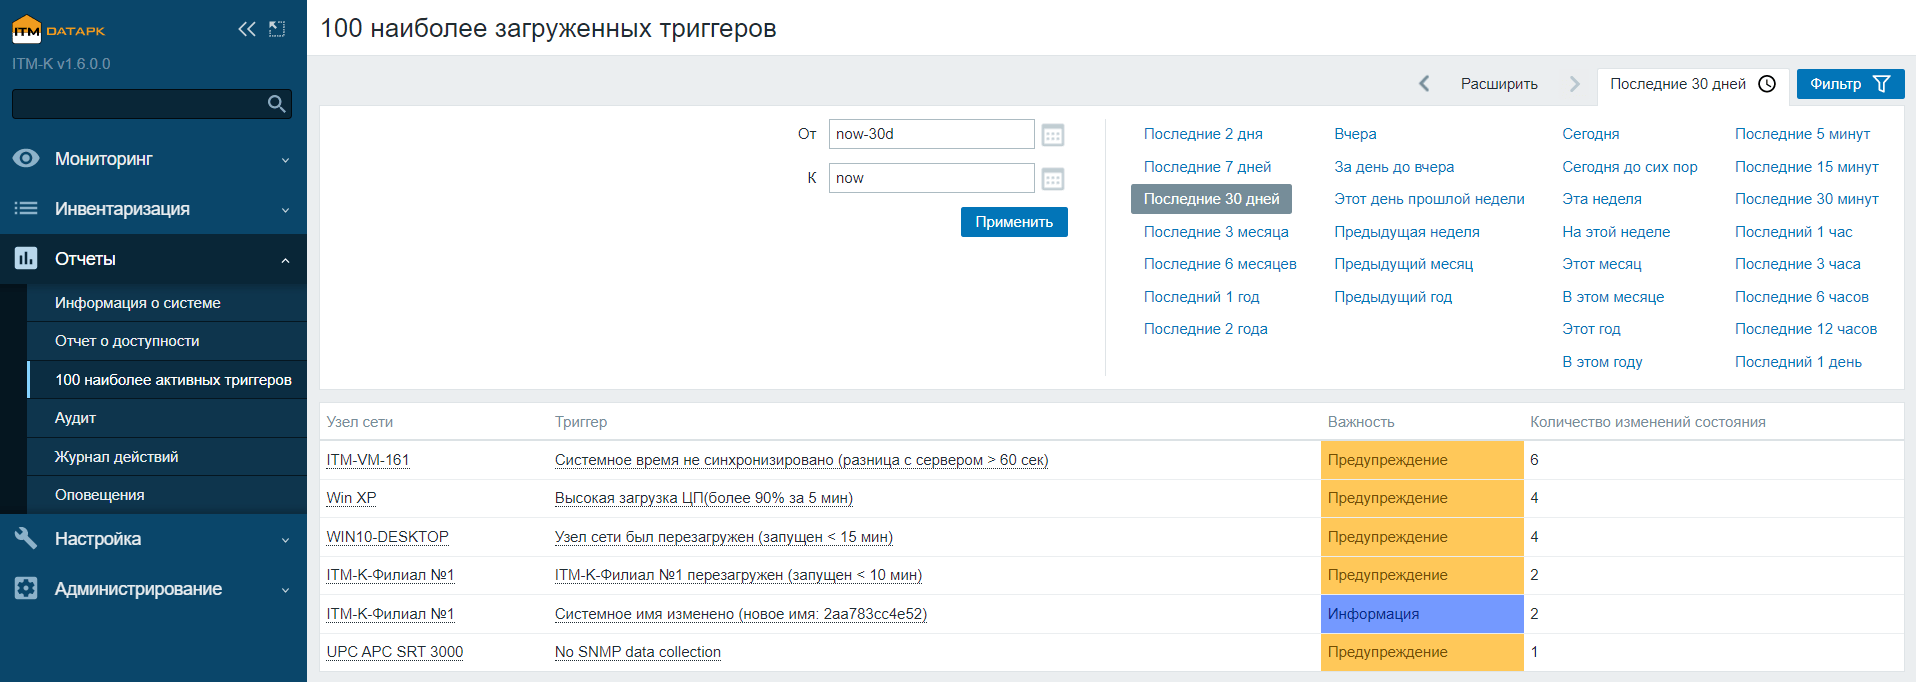 ITM DATAPK
ITM-K v1.6.0.0
Мониторинг
Инвентаризация
Отчеты
Информация о системе
Отчет о доступности
100 наиболее активных триггеров
Аудит
Журнал действий
Оповещения
Настройка
Администрирование
100 наиболее загруженных триггеров
Расширить
Последние 30 дней
Фильтр
От now-30d
К now
Применить
Последние 2 дня
Последние 7 дней
Последние 30 дней
Последние 3 месяца
Последние 6 месяцев
Последний 1 год
Последние 2 года
Вчера
За день до вчера
Этот день прошлой недели
Предыдущая неделя
Предыдущий месяц
Предыдущий год
Сегодня
Сегодня до сих пор
Эта неделя
На этой неделе
Этот месяц
В этом месяце
Этот год
В этом году
Последние 5 минут
Последние 15 минут
Последние 30 минут
Последний 1 час
Последние 3 часа
Последние 6 часов
Последние 12 часов
Последний 1 день
Узел сети Триггер Важность Количество изменений состояния
ITM-VM-161 Системное время не синхронизировано (разница с сервером > 60 сек) Предупреждение 6
Win XP Высокая загрузка ЦП(более 90% за 5 мин) Предупреждение 4
WIN10-DESKTOP Узел сети был перезагружен (запущен < 15 мин) Предупреждение 4
ITM-K-Филиал №1 ITM-K-Филиал №1 перезагружен (запущен < 10 мин) Предупреждение 2
ITM-K-Филиал №1 Системное имя изменено (новое имя: 2aa783cc4e52) Информация 2
UPC APC SRT 3000 No SNMP data collection Предупреждение 1